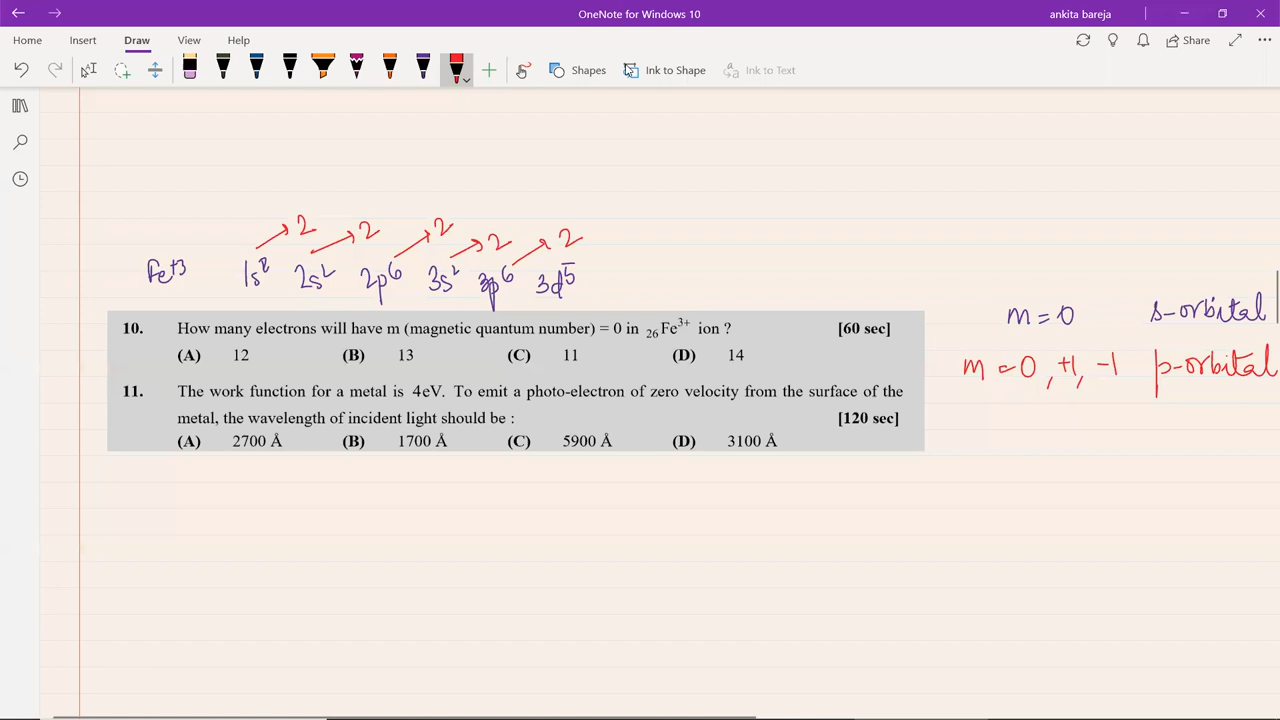 OneNote for Windows 10
ankita bareja
Home Insert Draw View Help
Share
Shapes Ink to Shape Ink to Text
2 2 2 2 2
Fe+3 1s2 2s2 2p6 3s2 3p6 3d5
10. How many electrons will have m (magnetic quantum number) = 0 in ₂₆Fe³⁺ ion ? [60 sec]
(A) 12 (B) 13 (C) 11 (D) 14
11. The work function for a metal is 4eV. To emit a photo-electron of zero velocity from the surface of the
metal, the wavelength of incident light should be : [120 sec]
(A) 2700 Å (B) 1700 Å (C) 5900 Å (D) 3100 Å
m = 0 s-orbital
m = 0, +1, -1 p-orbital